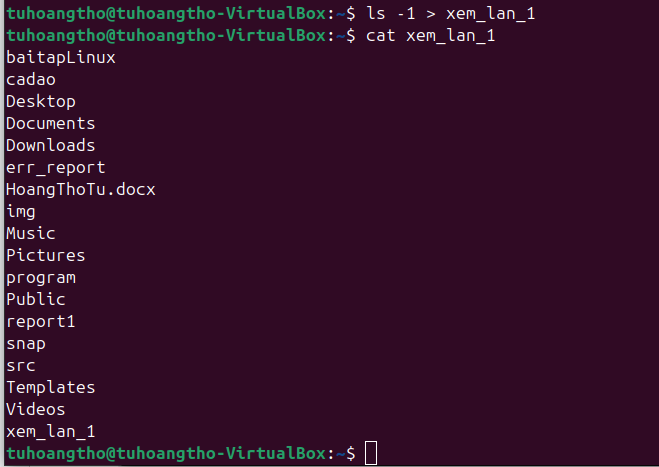 tuhoangtho@tuhoangtho-VirtualBox:~$ ls -1 > xem_lan_1
tuhoangtho@tuhoangtho-VirtualBox:~$ cat xem_lan_1
baitapLinux
cadao
Desktop
Documents
Downloads
err_report
HoangThoTu.docx
img
Music
Pictures
program
Public
report1
snap
src
Templates
Videos
xem_lan_1
tuhoangtho@tuhoangtho-VirtualBox:~$